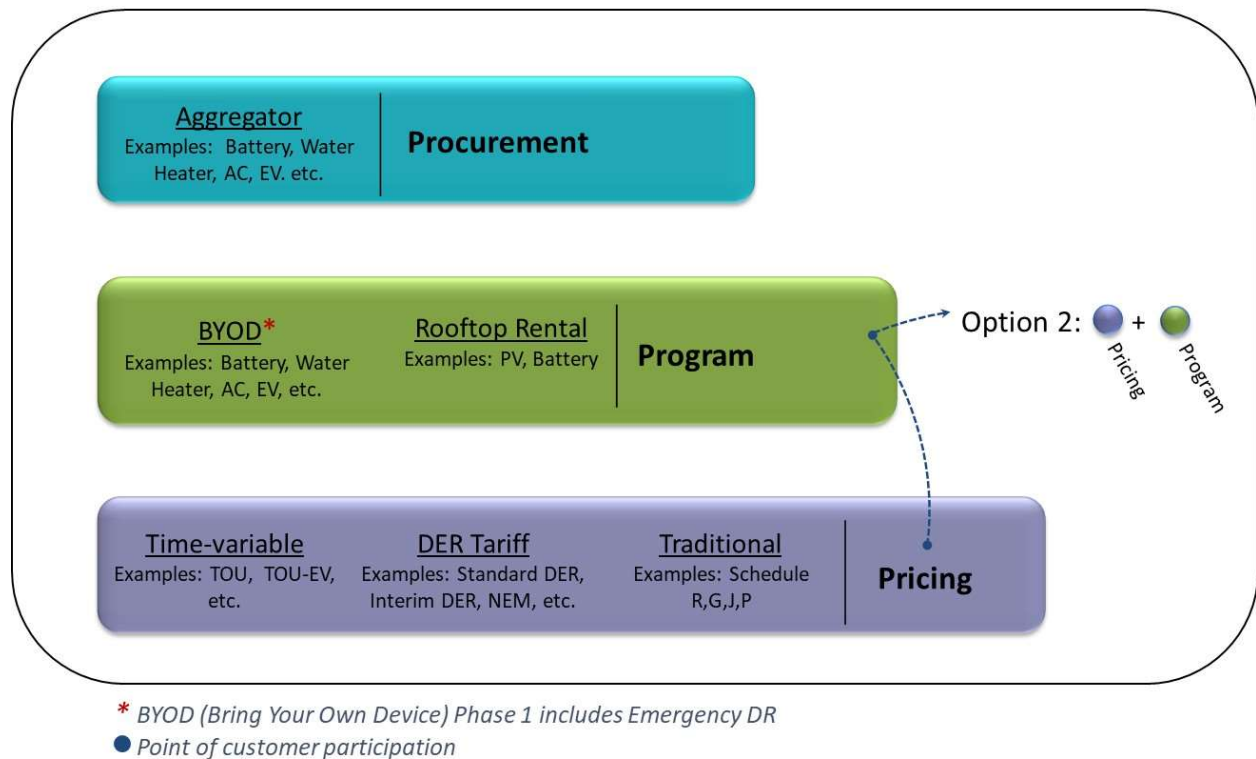 Aggregator
Examples:  Battery, Water
Heater, AC, EV. etc.
Procurement
BYOD*
Examples: Battery, Water
Heater, AC, EV, etc.
Rooftop Rental
Examples: PV, Battery
Program
Option 2:
+
Pricing
Program
Time-variable
Examples: TOU,  TOU-EV,
etc.
DER Tariff
Examples: Standard DER,
Interim DER, NEM, etc.
Traditional
Examples: Schedule
R,G,J,P
Pricing
* BYOD (Bring Your Own Device) Phase 1 includes Emergency DR
Point of customer participation